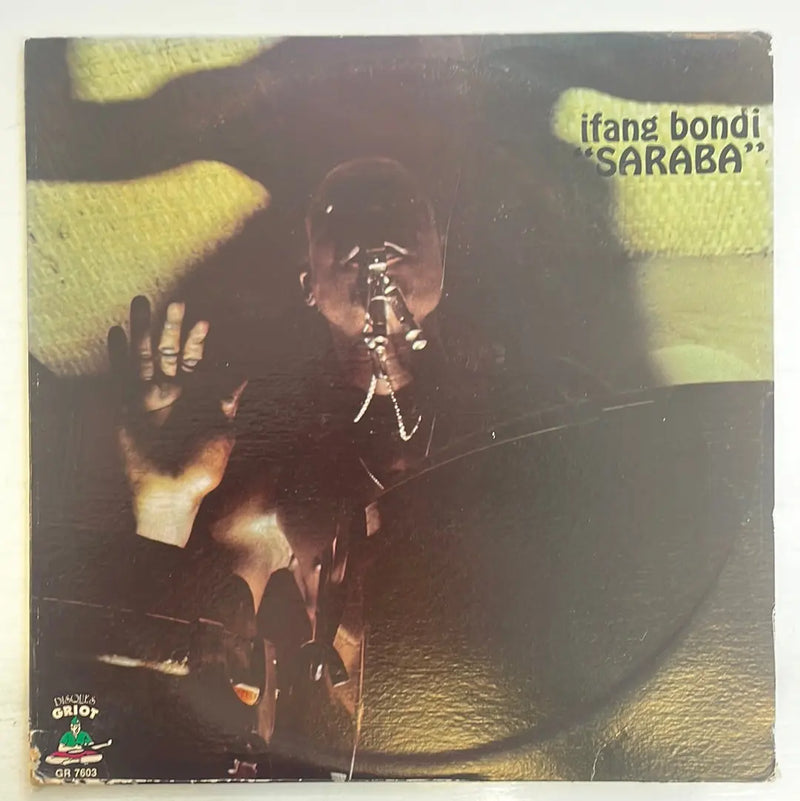 ifang bondi
“SARABA”
DISQUES
GRIOT
GR 7603